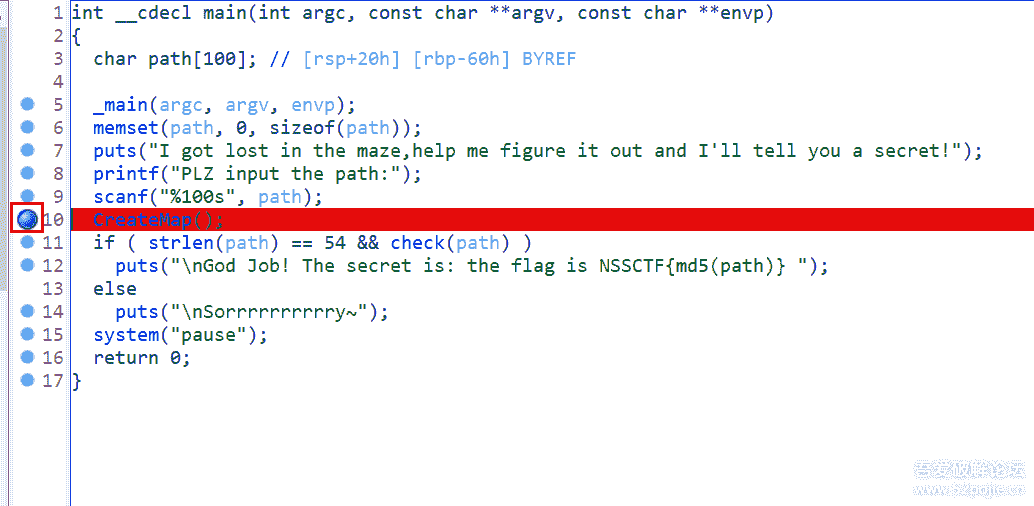 1 int __cdecl main(int argc, const char **argv, const char **envp)
2 {
3 char path[100]; // [rsp+20h] [rbp-60h] BYREF
4
5 _main(argc, argv, envp);
6 memset(path, 0, sizeof(path));
7 puts("I got lost in the maze,help me figure it out and I'll tell you a secret!");
8 printf("PLZ input the path:");
9 scanf("%100s", path);
10 CreateMap();
11 if ( strlen(path) == 54 && check(path) )
12 puts("\nGod Job! The secret is: the flag is NSSCTF{md5(path)} ");
13 else
14 puts("\nSorrrrrrrrrry~");
15 system("pause");
16 return 0;
17 }
吾爱破解论坛
www.52pojie.cn